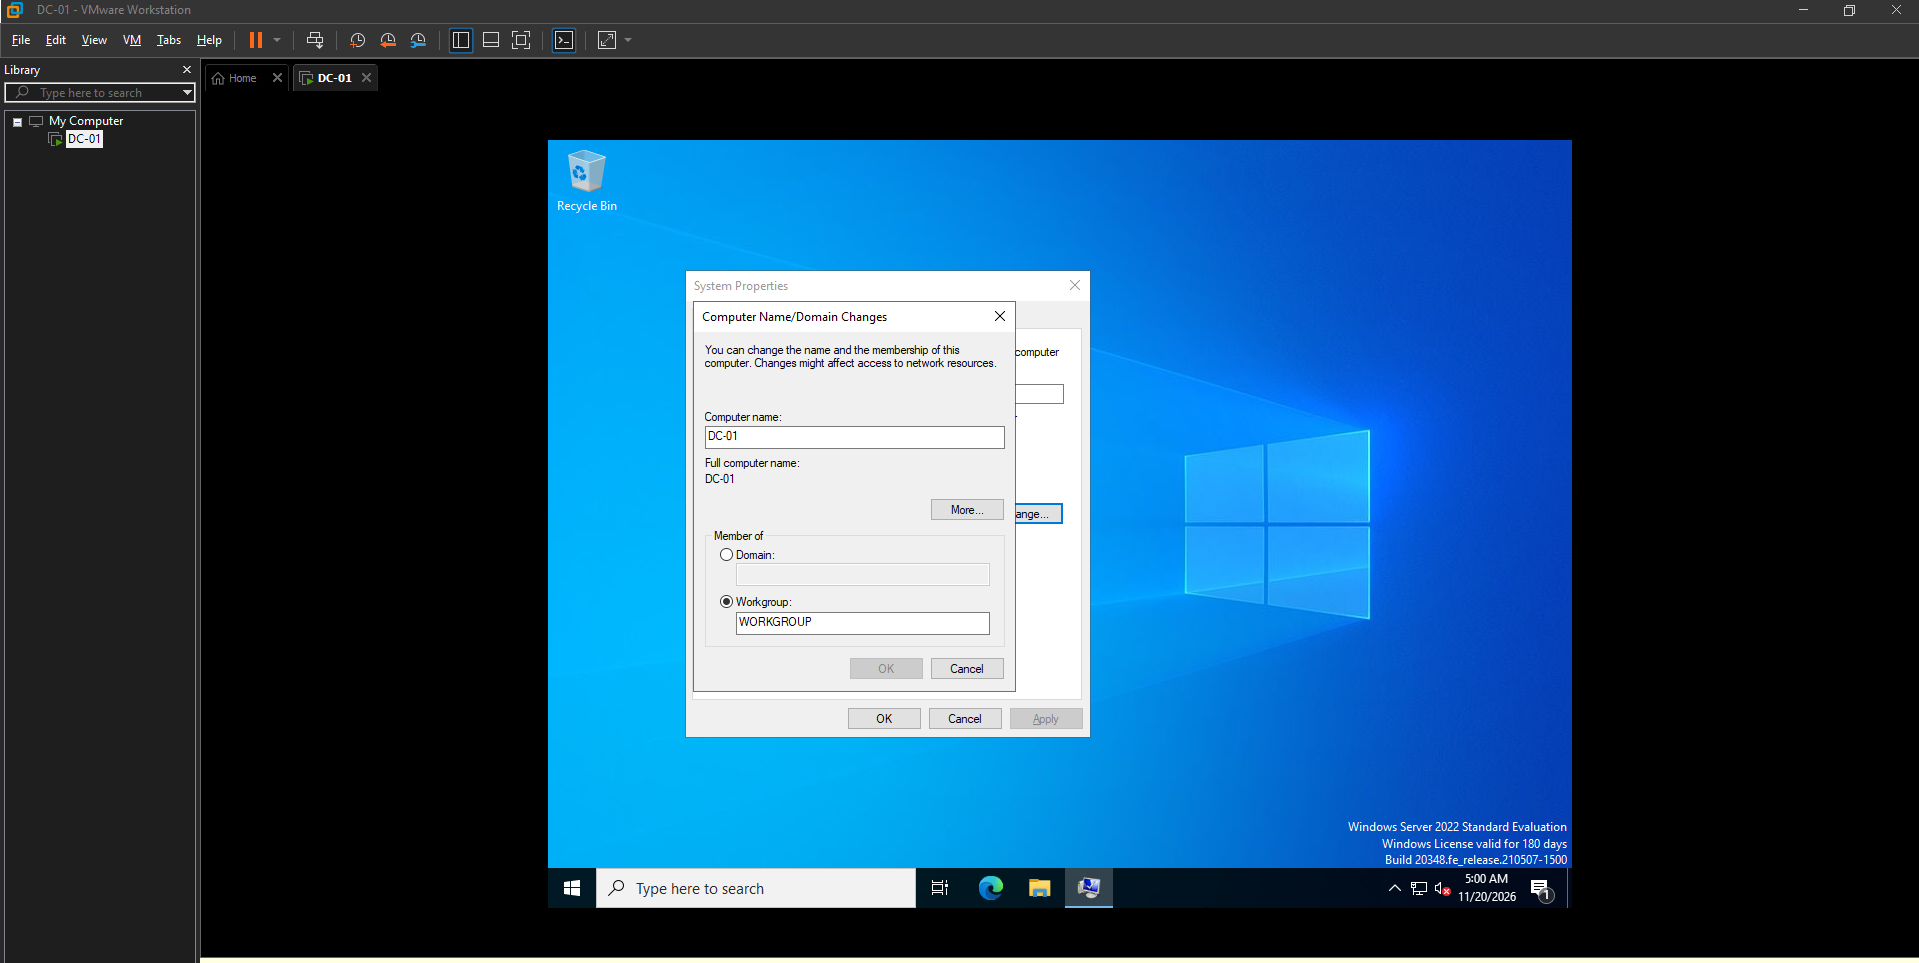 DC-01 - VMware Workstation
File Edit View VM Tabs Help
Library
Type here to search
My Computer
DC-01
Home
DC-01
Recycle Bin
System Properties
Computer Name/Domain Changes
You can change the name and the membership of this
computer. Changes might affect access to network resources.
computer
Computer name:
DC-01
Full computer name:
DC-01
More...
ange...
Member of
Domain:
Workgroup:
WORKGROUP
OK Cancel
OK Cancel Apply
Windows Server 2022 Standard Evaluation
Windows License valid for 180 days
Build 20348.fe_release.210507-1500
Type here to search
5:00 AM
11/20/2026
1